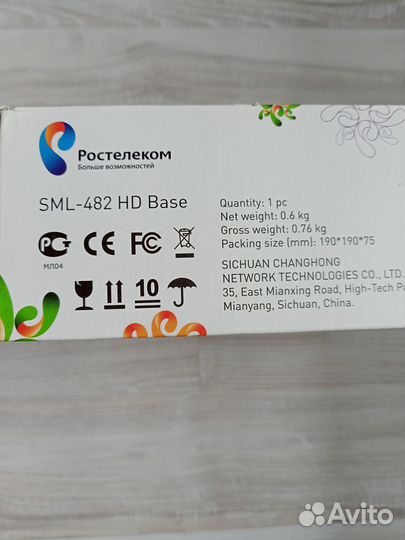 Ростелеком
Больше возможностей
SML-482 HD Base
Quantity: 1 pc
Net weight: 0.6 kg
Gross weight: 0.76 kg
Packing size (mm): 190*190*75
РСТ CE FC
МЛ04
10
SICHUAN CHANGHONG
NETWORK TECHNOLOGIES CO., LTD
35, East Mianxing Road, High-Tech
Mianyang, Sichuan, China.
Avito